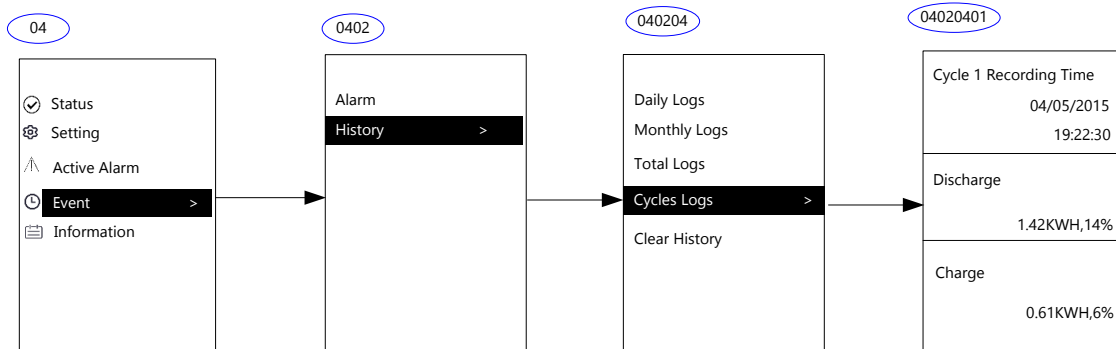 04
Status
Setting
Active Alarm
Event >
Information
0402
Alarm
History >
040204
Daily Logs
Monthly Logs
Total Logs
Cycles Logs >
Clear History
04020401
Cycle 1 Recording Time
04/05/2015
19:22:30
Discharge
1.42KWH,14%
Charge
0.61KWH,6%